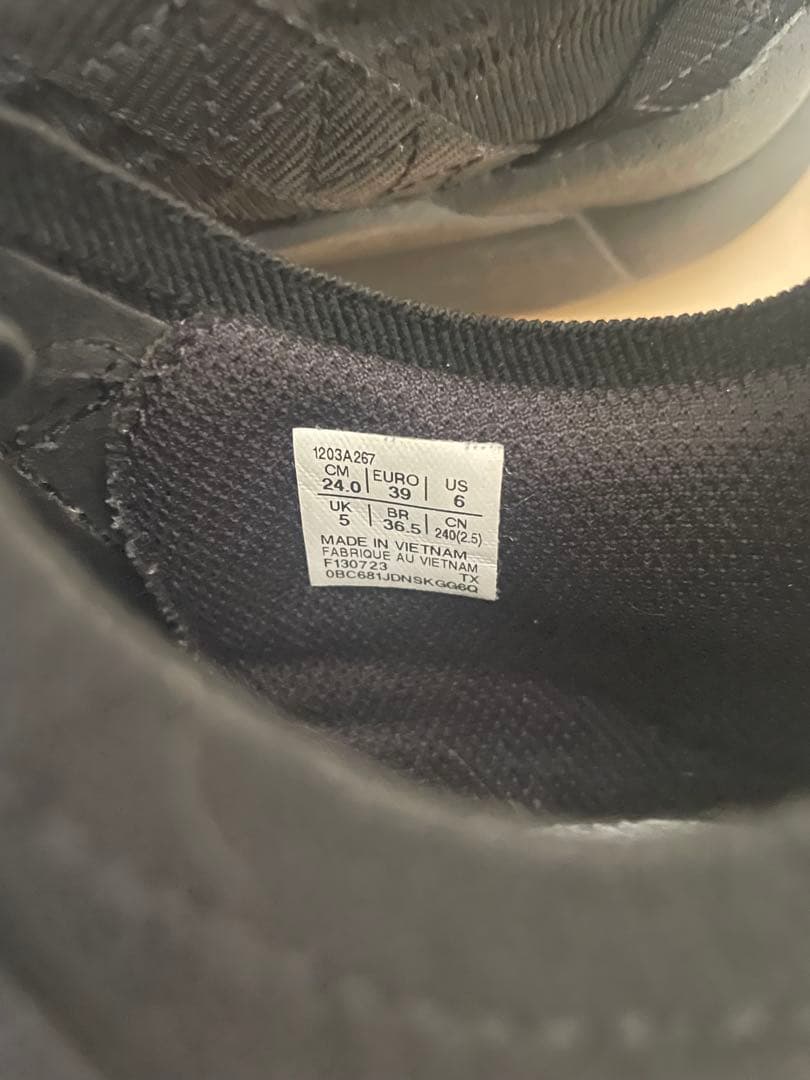 1203A267
CM | EURO | US
24.0 | 39 | 6
UK | BR | CN
5 | 36.5 | 240(2.5)
MADE IN VIETNAM
FABRIQUE AU VIETNAM
F130723 TX
0BC681JDNSKGG6Q